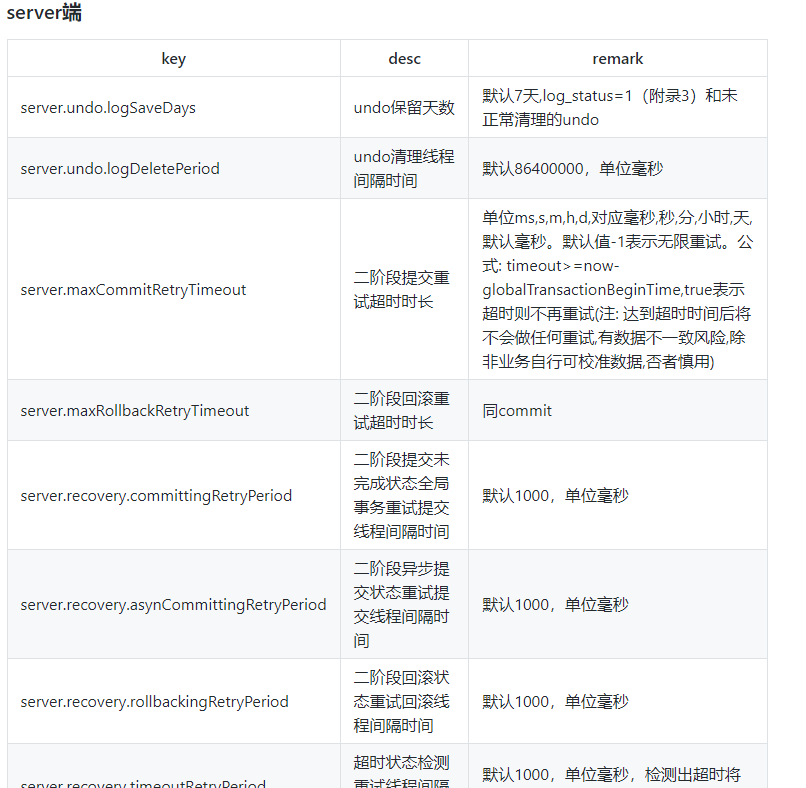 server端
key desc remark
server.undo.logSaveDays
undo保留天数
默认7天,log_status=1（附录3）和未
正常清理的undo
server.undo.logDeletePeriod
undo清理线程
间隔时间
默认86400000，单位毫秒
server.maxCommitRetryTimeout
二阶段提交重
试超时时长
单位ms,s,m,h,d,对应毫秒,秒,分,小时,天,
默认毫秒。默认值-1表示无限重试。公
式: timeout>=now-
globalTransactionBeginTime,true表示
超时则不再重试(注: 达到超时时间后将
不会做任何重试,有数据不一致风险,除
非业务自行可校准数据,否者慎用)
server.maxRollbackRetryTimeout
二阶段回滚重
试超时时长
同commit
server.recovery.committingRetryPeriod
二阶段提交未
完成状态全局
事务重试提交
线程间隔时间
默认1000，单位毫秒
server.recovery.asynCommittingRetryPeriod
二阶段异步提
交状态重试提
交线程间隔时
间
默认1000，单位毫秒
server.recovery.rollbackingRetryPeriod
二阶段回滚状
态重试回滚线
程间隔时间
默认1000，单位毫秒
server.recovery.timeoutRetryPeriod
超时状态检测
重试线程间隔
默认1000，单位毫秒，检测出超时将